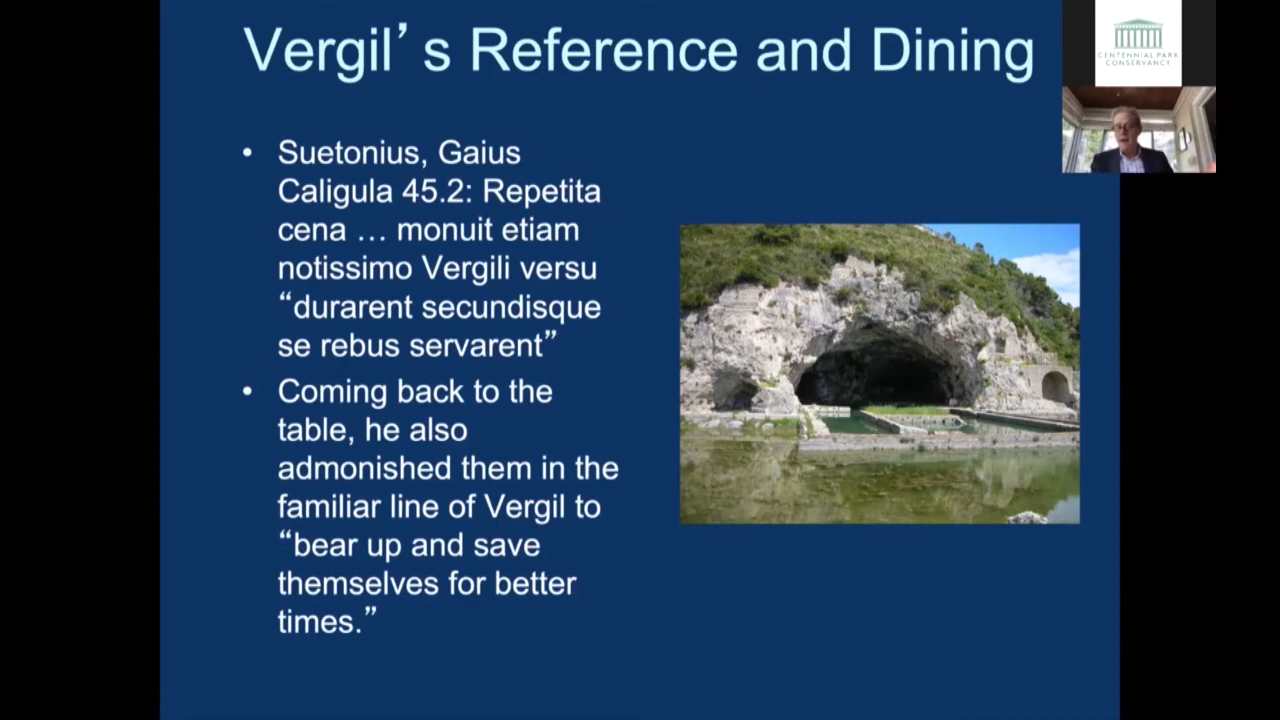 Vergil’s Reference and Dining
CENTENNIAL PARK
CONSERVANCY
• Suetonius, Gaius
Caligula 45.2: Repetita
cena … monuit etiam
notissimo Vergili versu
“durarent secundisque
se rebus servarent”
• Coming back to the
table, he also
admonished them in the
familiar line of Vergil to
“bear up and save
themselves for better
times.”